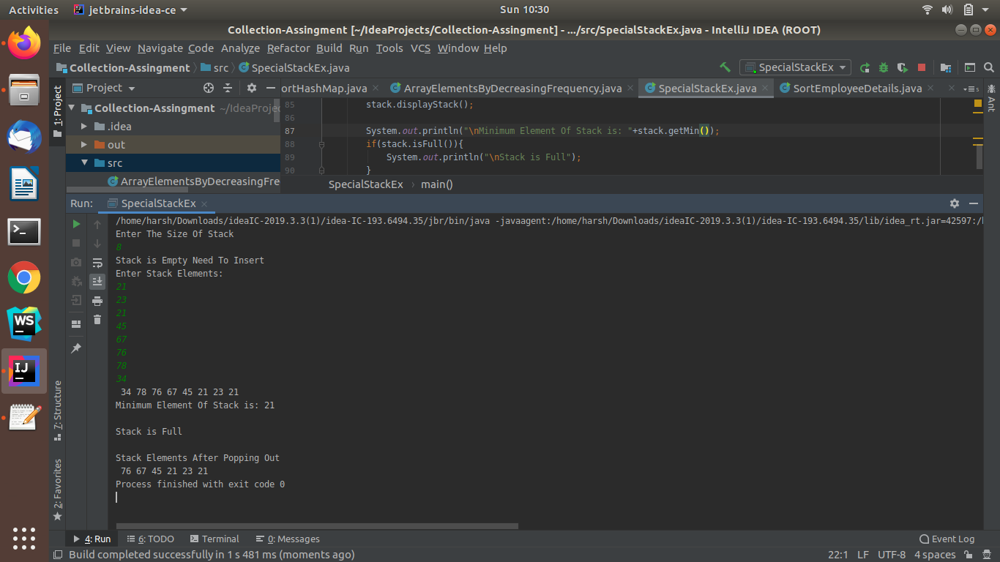 Activities jetbrains-idea-ce Sun 10:30
Collection-Assingment [~/IdeaProjects/Collection-Assingment] - .../src/SpecialStackEx.java - IntelliJ IDEA (ROOT)
File Edit View Navigate Code Analyze Refactor Build Run Tools VCS Window Help
Collection-Assingment src SpecialStackEx.java SpecialStackEx
1: Project
Project
ortHashMap.java ArrayElementsByDecreasingFrequency.java SpecialStackEx.java SortEmployeeDetails.java
5
Ant
Collection-Assingment ~/IdeaProjec
.idea
out
src
ArrayElementsByDecreasingFre
85 stack.displayStack();
86
87 System.out.println("\nMinimum Element Of Stack is: "+stack.getMin());
88 if(stack.isFull()){
89 System.out.println("\nStack is Full");
90 }
SpecialStackEx › main()
Run: SpecialStackEx
/home/harsh/Downloads/ideaIC-2019.3.3(1)/idea-IC-193.6494.35/jbr/bin/java -javaagent:/home/harsh/Downloads/ideaIC-2019.3.3(1)/idea-IC-193.6494.35/lib/idea_rt.jar=42597:/
Enter The Size Of Stack
8
Stack is Empty Need To Insert
Enter Stack Elements:
21
23
21
45
67
76
78
34
34 78 76 67 45 21 23 21
Minimum Element Of Stack is: 21
Stack is Full
Stack Elements After Popping Out
76 67 45 21 23 21
Process finished with exit code 0
7: Structure
2: Favorites
WS
IJ
4: Run 6: TODO Terminal 0: Messages Event Log
Build completed successfully in 1 s 481 ms (moments ago) 22:1 LF UTF-8 4 spaces